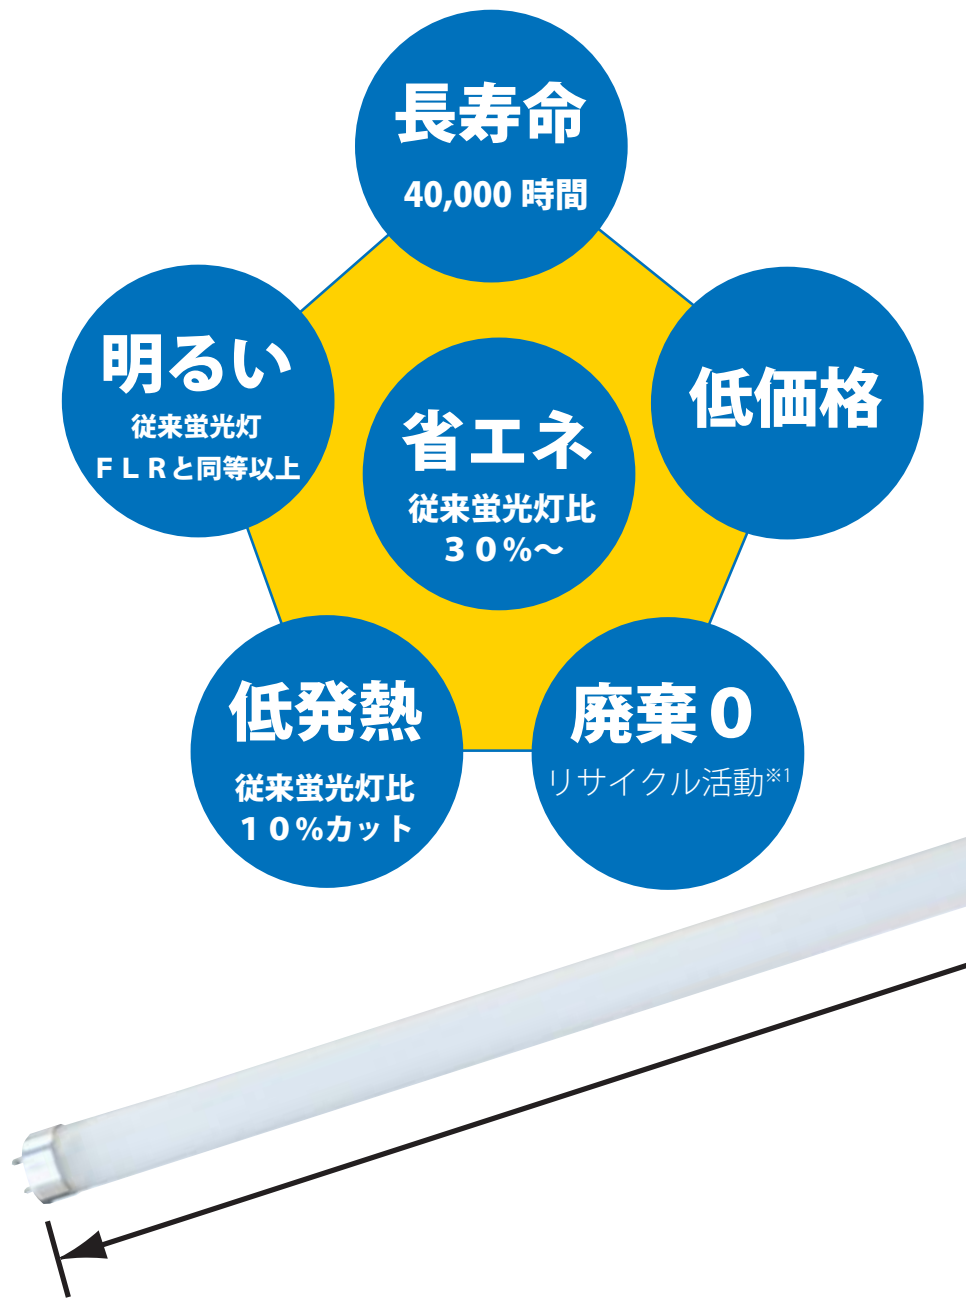 長寿命
40,000 時間
明るい
従来蛍光灯
ＦＬＲと同等以上
省エネ
従来蛍光灯比
３０％～
低価格
低発熱
従来蛍光灯比
１０％カット
廃棄０
リサイクル活動※1